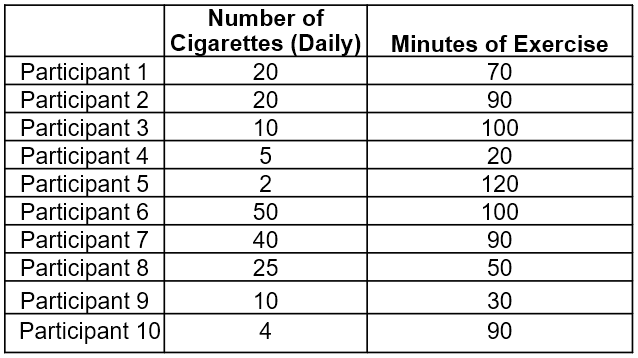 Number of
Cigarettes (Daily) Minutes of Exercise
Participant 1 20 70
Participant 2 20 90
Participant 3 10 100
Participant 4 5 20
Participant 5 2 120
Participant 6 50 100
Participant 7 40 90
Participant 8 25 50
Participant 9 10 30
Participant 10 4 90